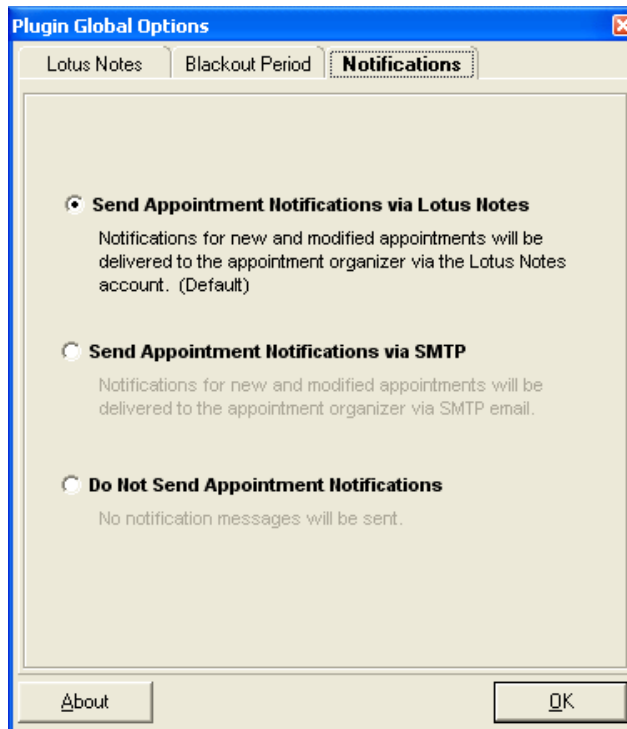 Plugin Global Options
Lotus Notes Blackout Period Notifications
Send Appointment Notifications via Lotus Notes
Notifications for new and modified appointments will be
delivered to the appointment organizer via the Lotus Notes
account. (Default)
Send Appointment Notifications via SMTP
Notifications for new and modified appointments will be
delivered to the appointment organizer via SMTP email.
Do Not Send Appointment Notifications
No notification messages will be sent.
About OK